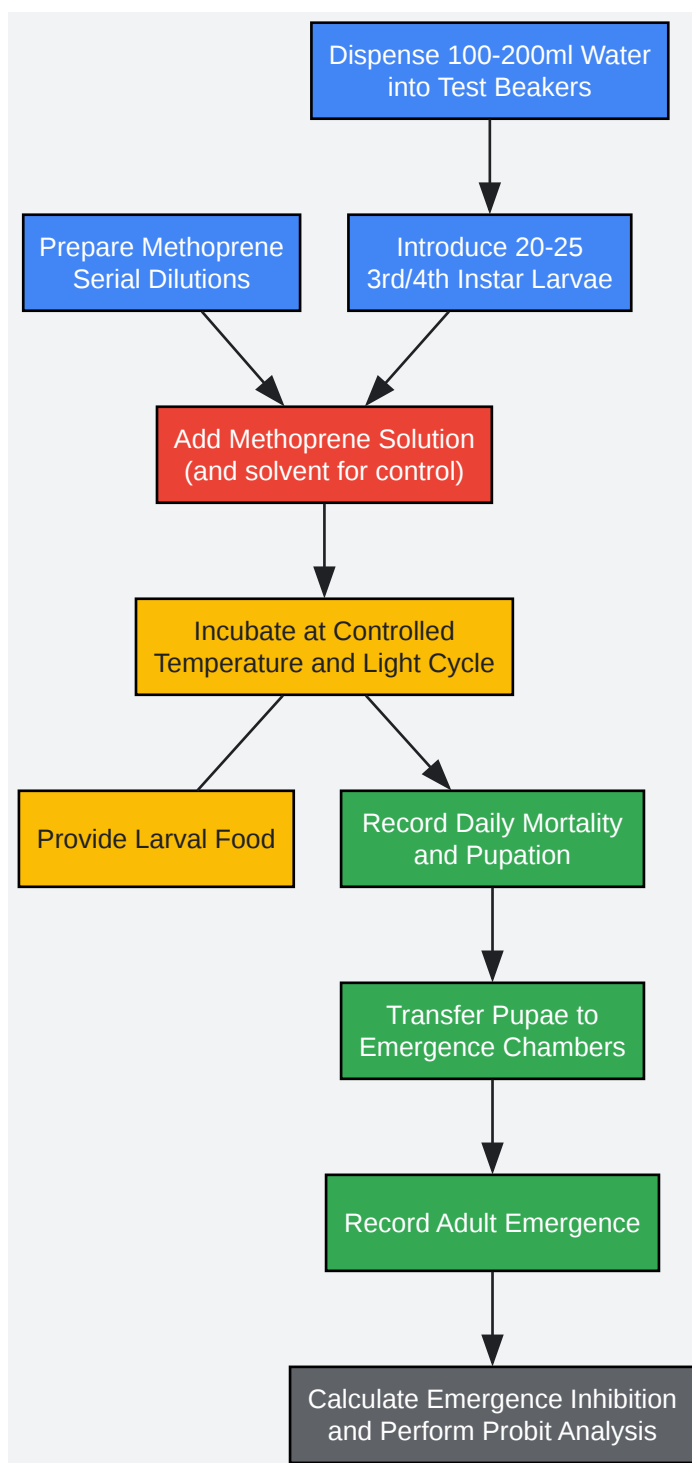 Dispense 100-200ml Water
into Test Beakers
Prepare Methoprene
Serial Dilutions
Introduce 20-25
3rd/4th Instar Larvae
Add Methoprene Solution
(and solvent for control)
Incubate at Controlled
Temperature and Light Cycle
Provide Larval Food
Record Daily Mortality
and Pupation
Transfer Pupae to
Emergence Chambers
Record Adult Emergence
Calculate Emergence Inhibition
and Perform Probit Analysis